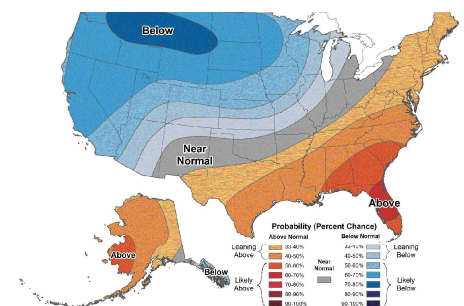 Below
Near
Normal
Above
Above
Below
Probability (Percent Chance)
Above Normal
Below Normal
Leaning
Above
33-40%
40-50%
Likely
Above
50-60%
60-70%
70-80%
80-90%
90-100%
Near
Normal
33-40%
40-50%
Leaning
Below
50-60%
60-70%
70-80%
80-90%
90-100%
Likely
Below